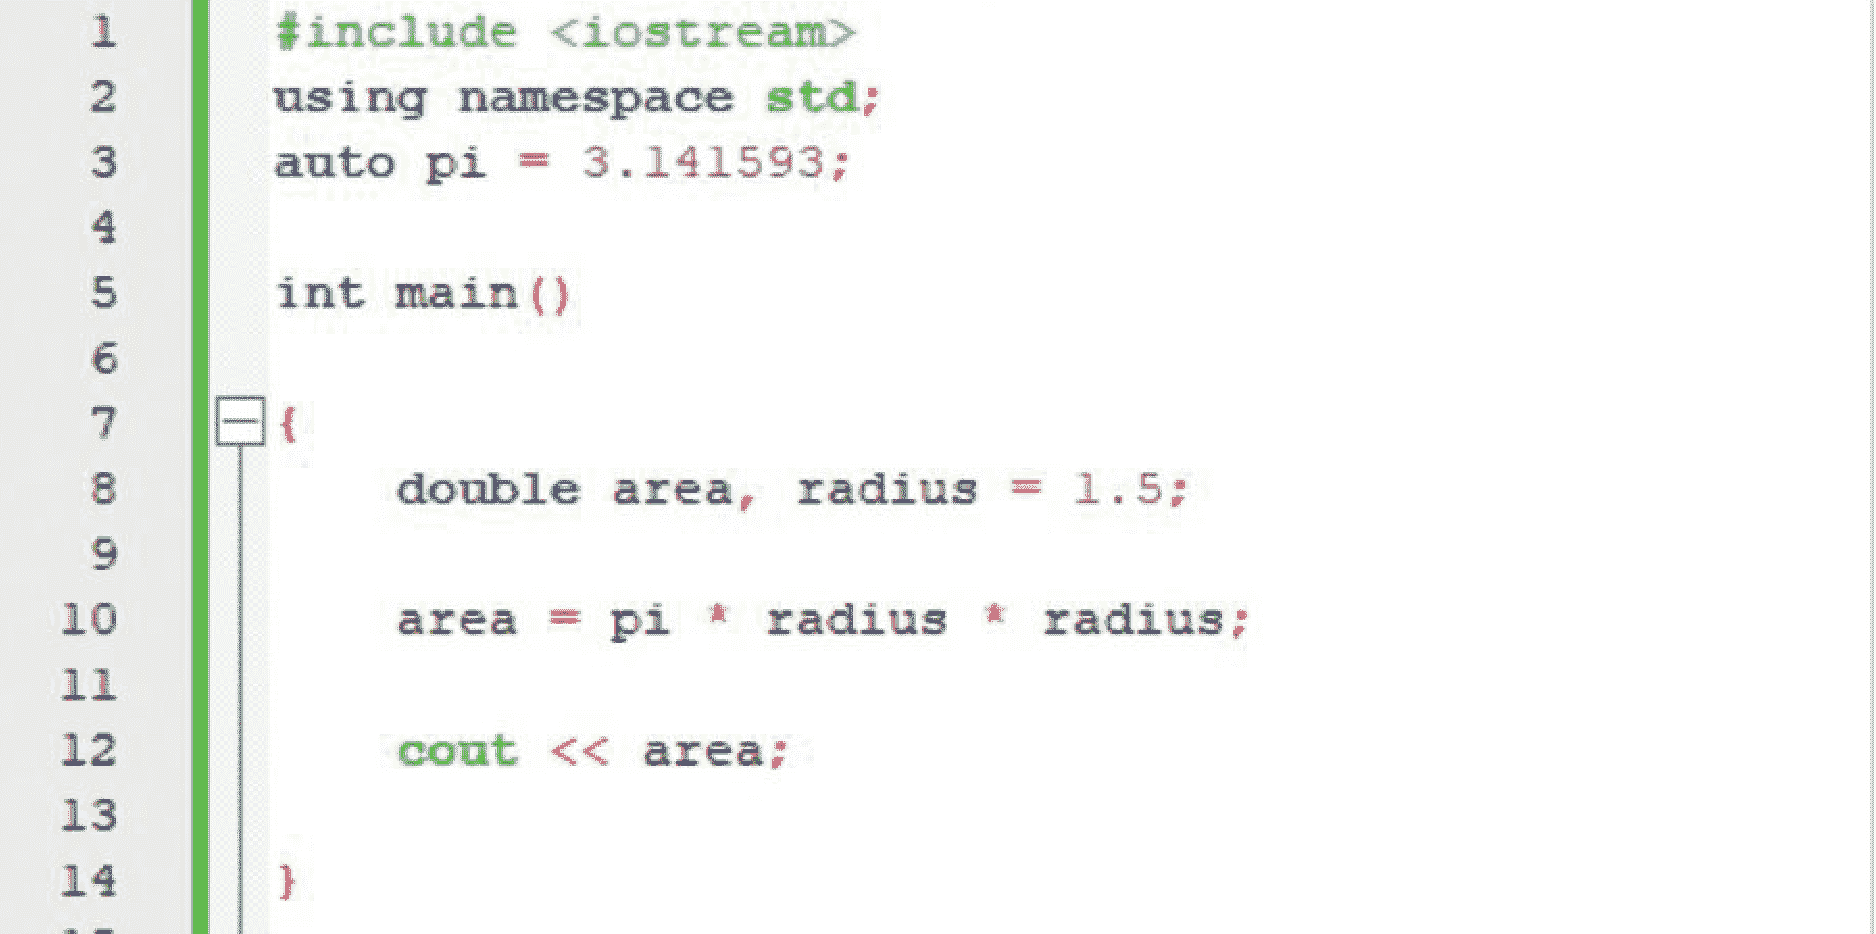 1 #include <iostream>
2 using namespace std;
3 auto pi = 3.141593;
4
5 int main()
6
7 {
8 double area, radius = 1.5;
9
10 area = pi * radius * radius;
11
12 cout << area;
13
14 }